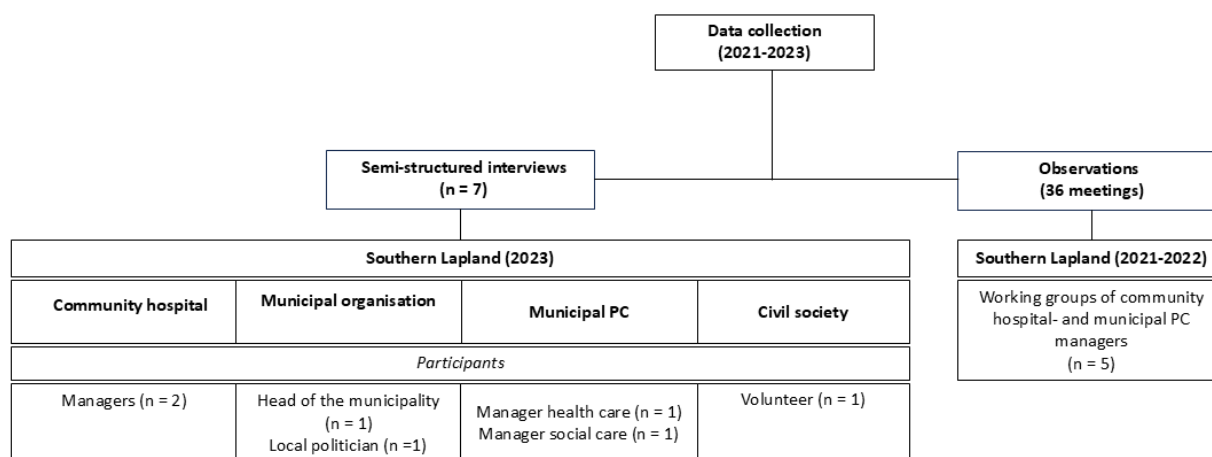 Data collection
(2021-2023)
Semi-structured interviews
(n = 7)
Observations
(36 meetings)
Southern Lapland (2023)
Community hospital
Municipal organisation
Municipal PC
Civil society
Participants
Managers (n = 2)
Head of the municipality
(n = 1)
Local politician (n =1)
Manager health care (n = 1)
Manager social care (n = 1)
Volunteer (n = 1)
Southern Lapland (2021-2022)
Working groups of community
hospital- and municipal PC
managers
(n = 5)